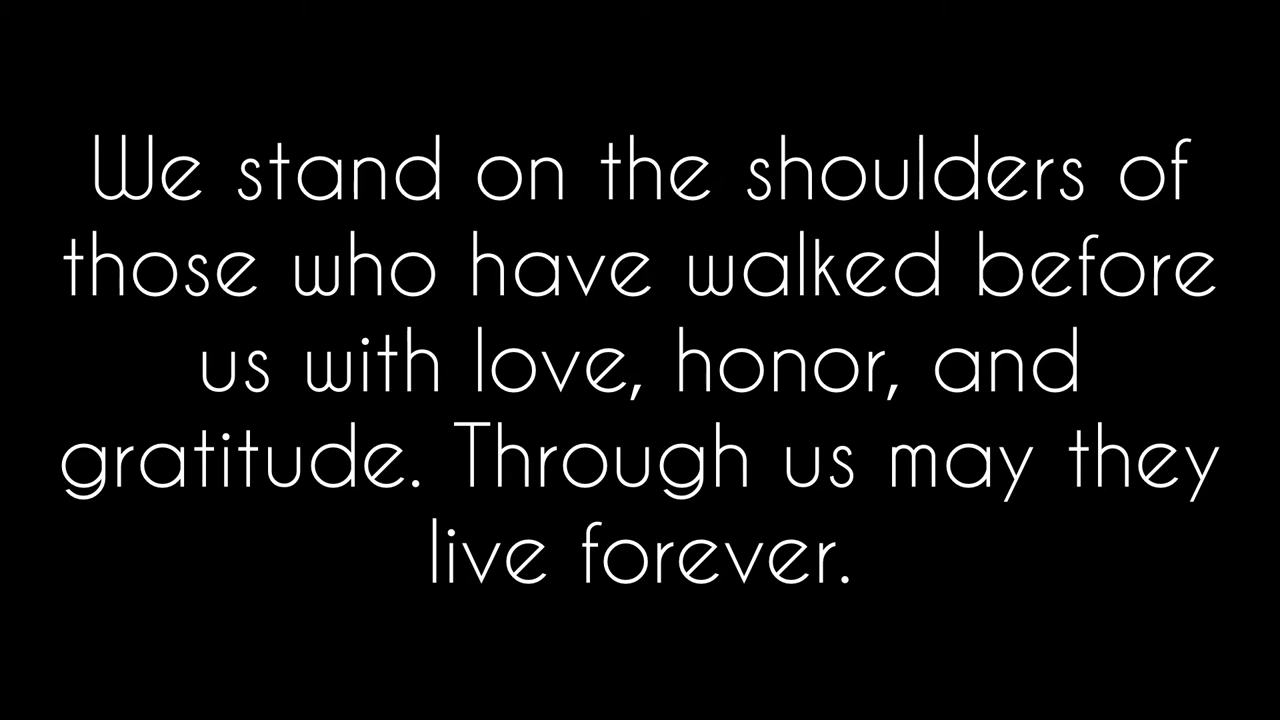 We stand on the shoulders of
those who have walked before
us with love, honor, and
gratitude. Through us may they
live forever.